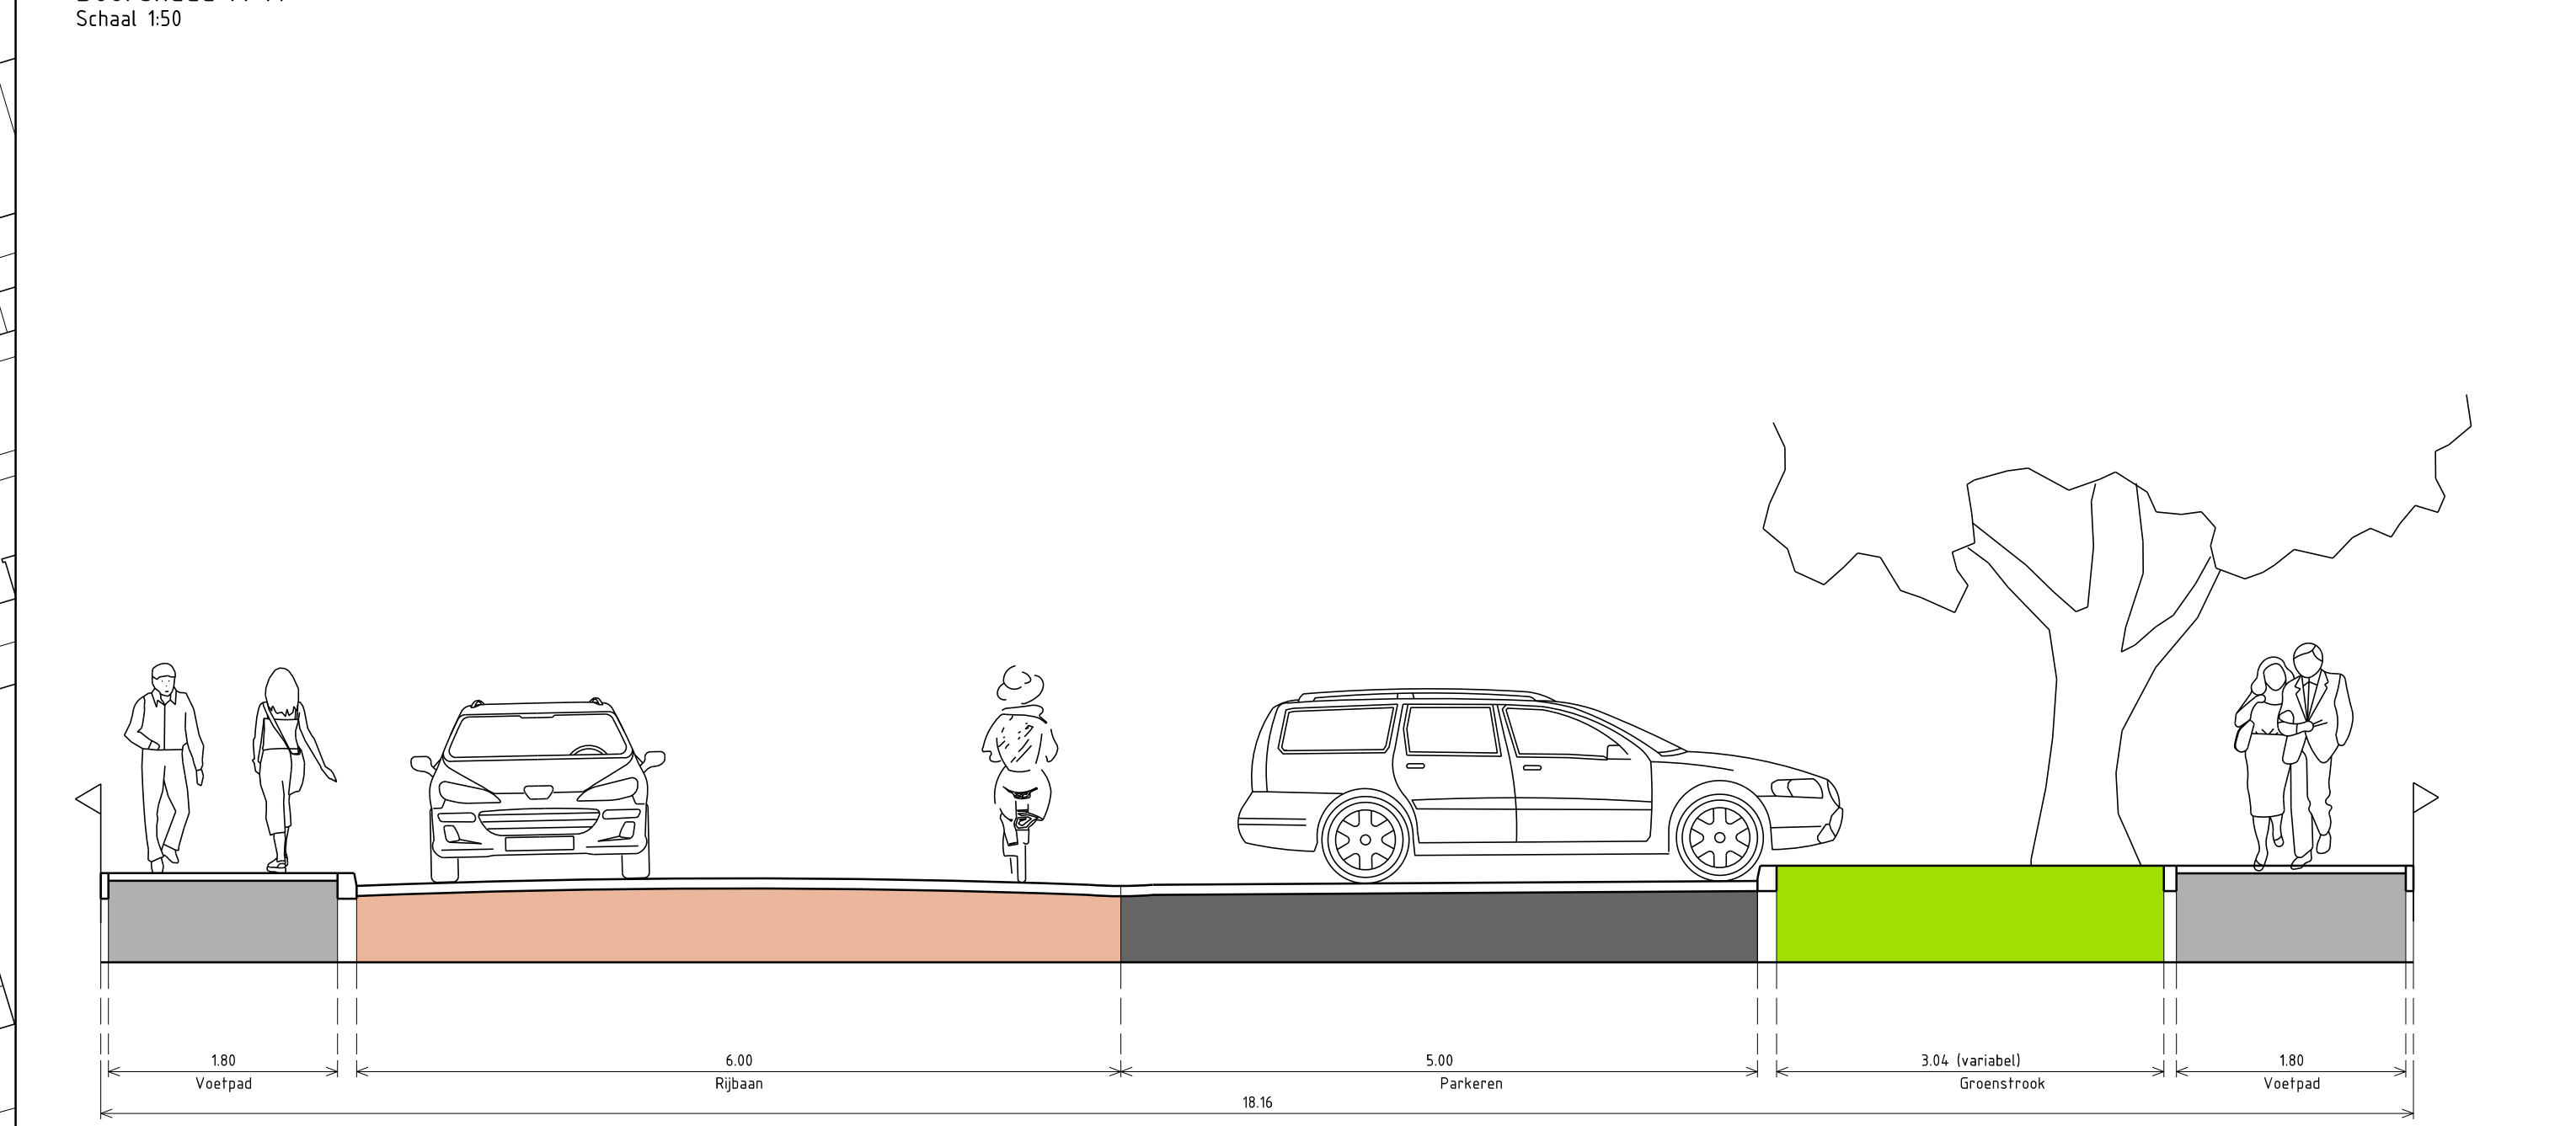 Schaal 1:50
1.80
6.00
5.00
3.04 (variabel)
1.80
Voetpad
Rijbaan
Parkeren
Groenstrook
Voetpad
18.16